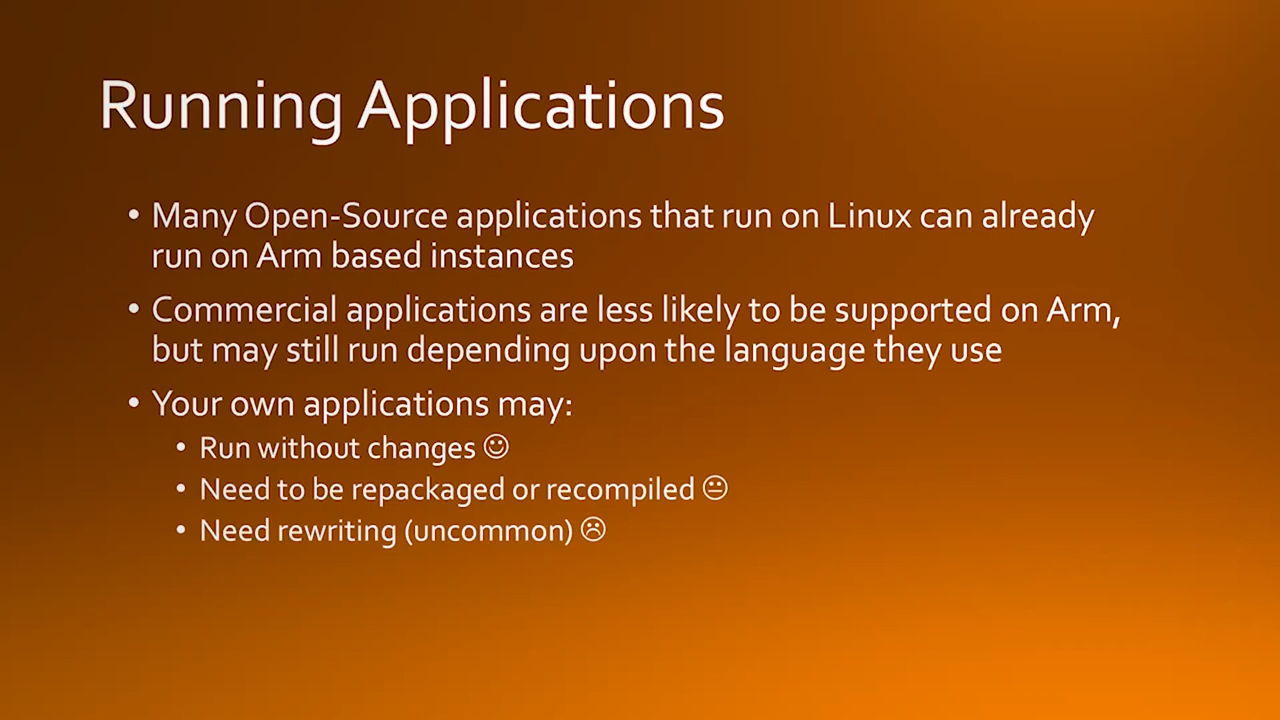 Running Applications
• Many Open-Source applications that run on Linux can already
run on Arm based instances
• Commercial applications are less likely to be supported on Arm,
but may still run depending upon the language they use
• Your own applications may:
• Run without changes ☺
• Need to be repackaged or recompiled 😐
• Need rewriting (uncommon) ☹